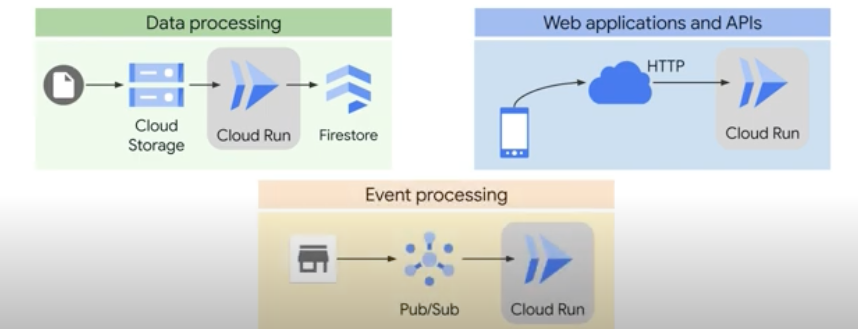 Data processing
Cloud
Storage
Cloud Run
Firestore
Web applications and APIs
HTTP
Cloud Run
Event processing
Pub/Sub
Cloud Run